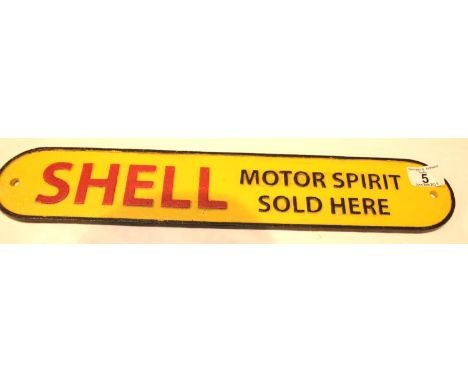 SHELL
MOTOR SPIRIT
SOLD HERE
5